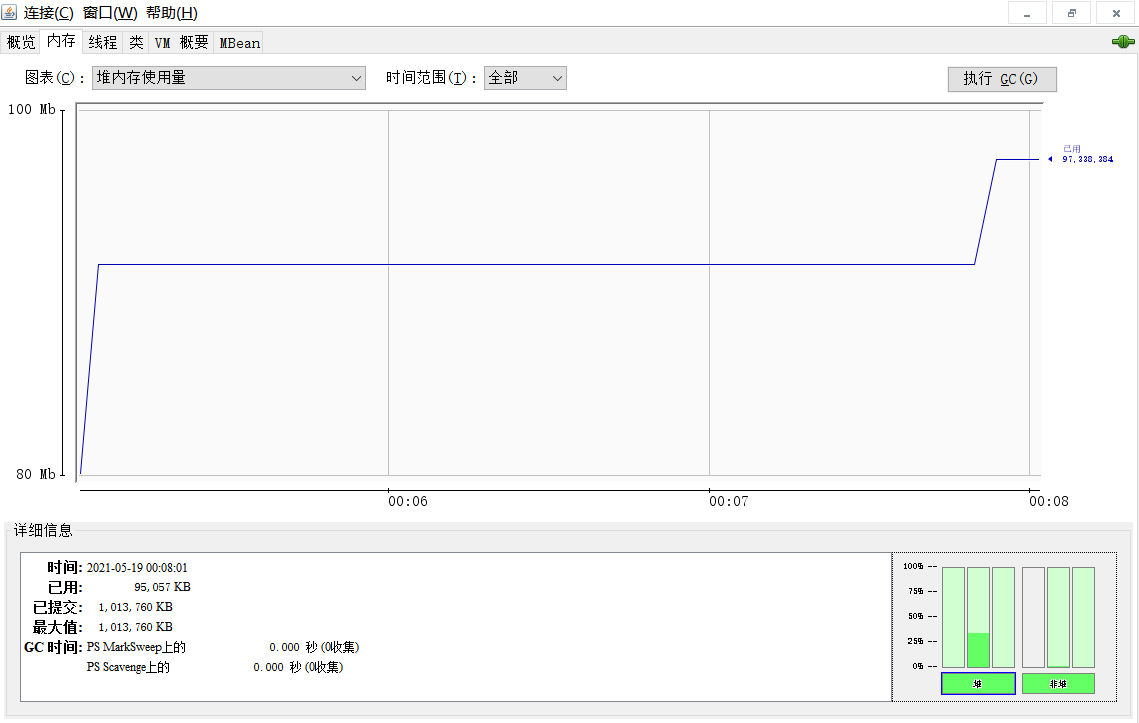 连接(C) 窗口(W) 帮助(H)
概览 内存 线程 类 VM 概要 MBean
图表(C): 堆内存使用量 时间范围(T): 全部 执行 GC(G)
100 Mb
已用
97,338,384
80 Mb
00:06 00:07 00:08
详细信息
时间: 2021-05-19 00:08:01
已用: 95,057 KB
已提交: 1,013,760 KB
最大值: 1,013,760 KB
GC 时间: PS MarkSweep上的 0.000 秒 (0收集)
PS Scavenge上的 0.000 秒 (0收集)
100% --
75% --
50% --
25% --
0% --
堆 非堆